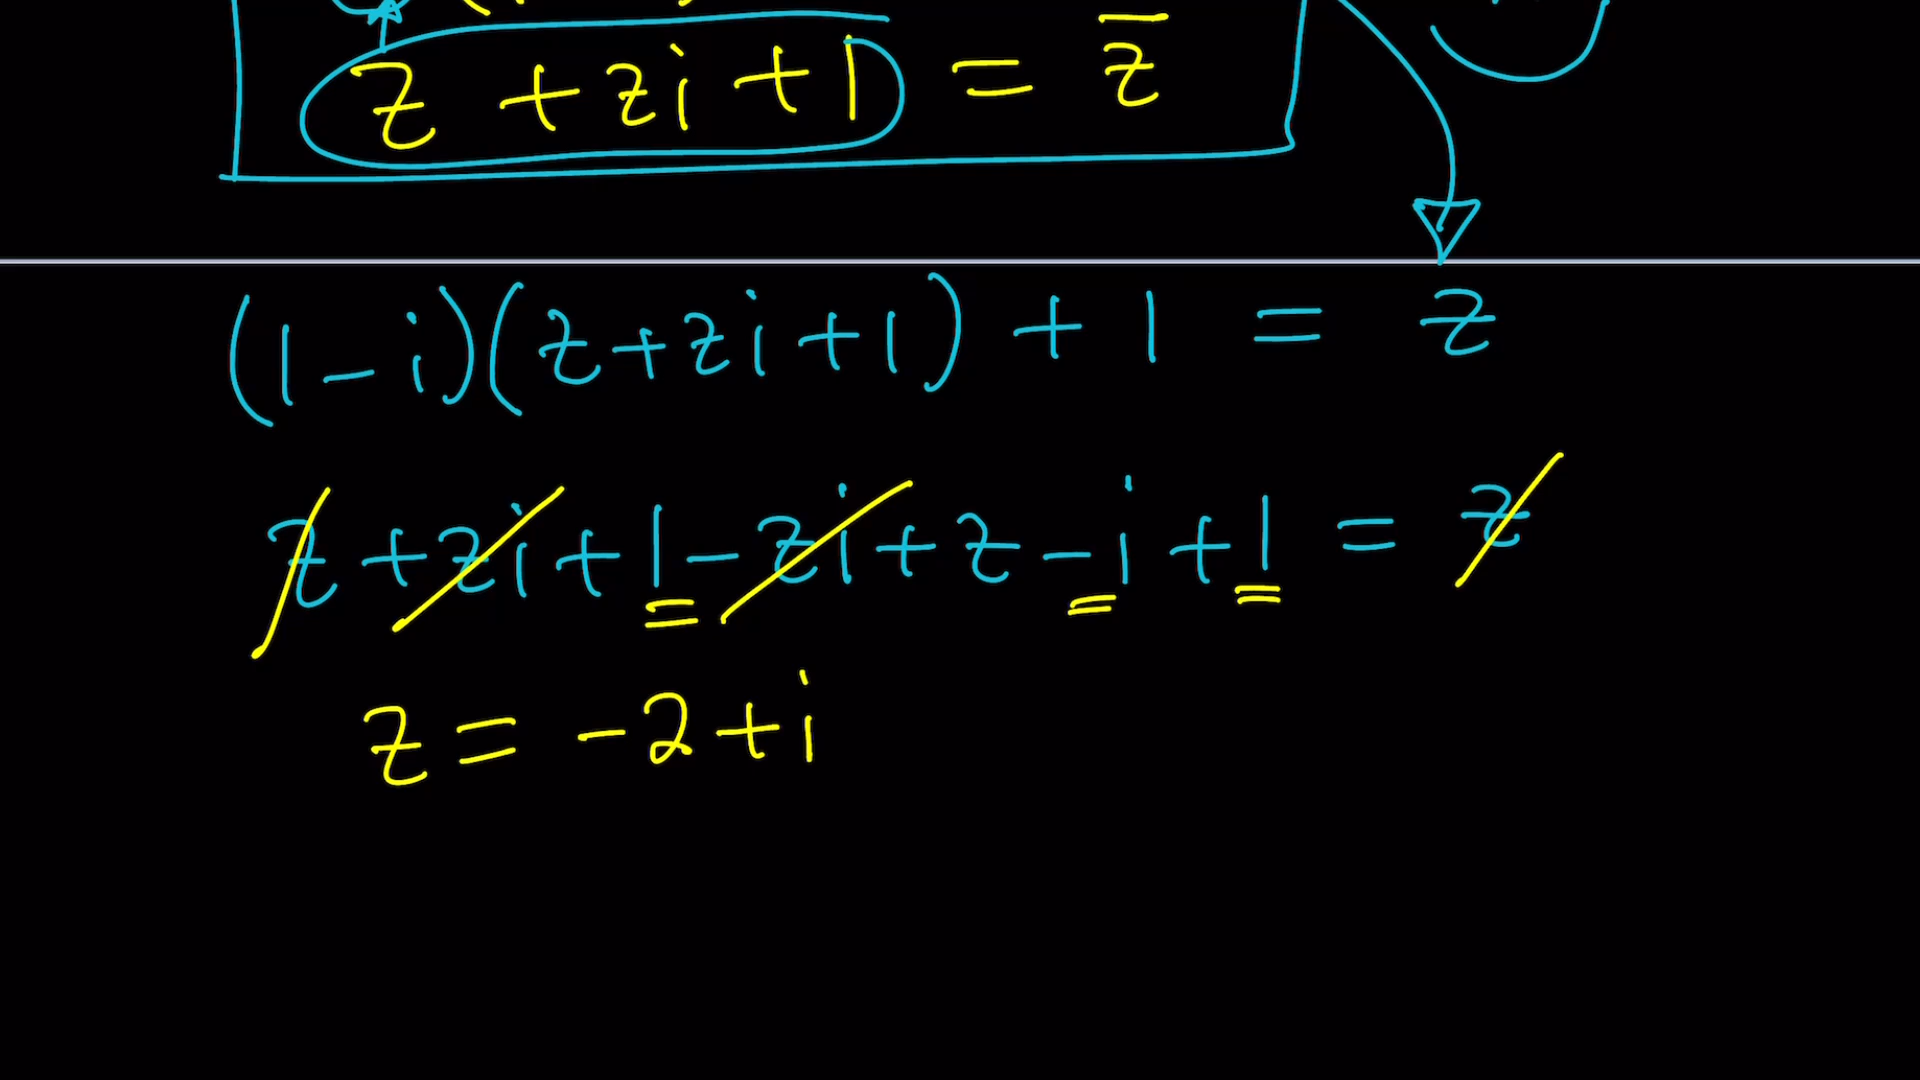 z + zi + 1 = z̅
(1 - i)(z + zi + 1) + 1 = z
z + zi + 1 - zi + z - i + 1 = z
z = -2 + i